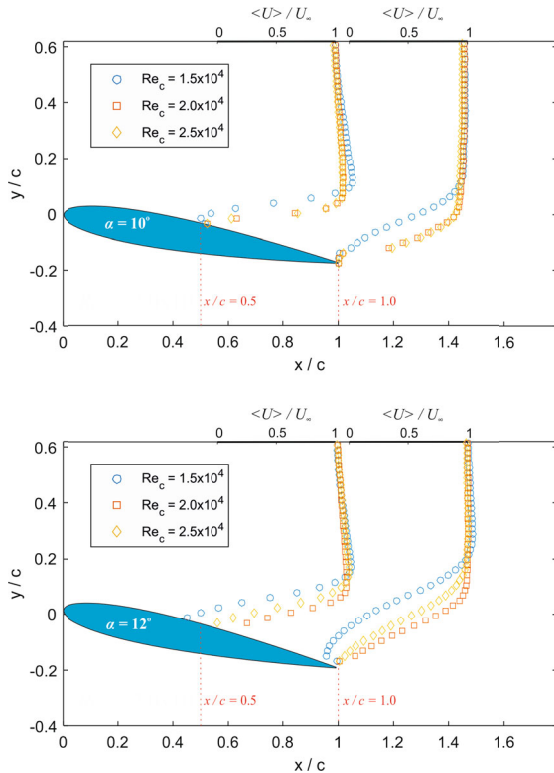 <U> / U∞ <U> / U∞
0 0.5 1 0 0.5 1
0.6
0.4
0.2
0
-0.2
-0.4
y / c
Re_c = 1.5x10^4
Re_c = 2.0x10^4
Re_c = 2.5x10^4
α = 10°
x / c = 0.5 x / c = 1.0
0 0.2 0.4 0.6 0.8 1 1.2 1.4 1.6
x / c
<U> / U∞ <U> / U∞
0 0.5 1 0 0.5 1
0.6
0.4
0.2
0
-0.2
-0.4
y / c
Re_c = 1.5x10^4
Re_c = 2.0x10^4
Re_c = 2.5x10^4
α = 12°
x / c = 0.5 x / c = 1.0
0 0.2 0.4 0.6 0.8 1 1.2 1.4 1.6
x / c